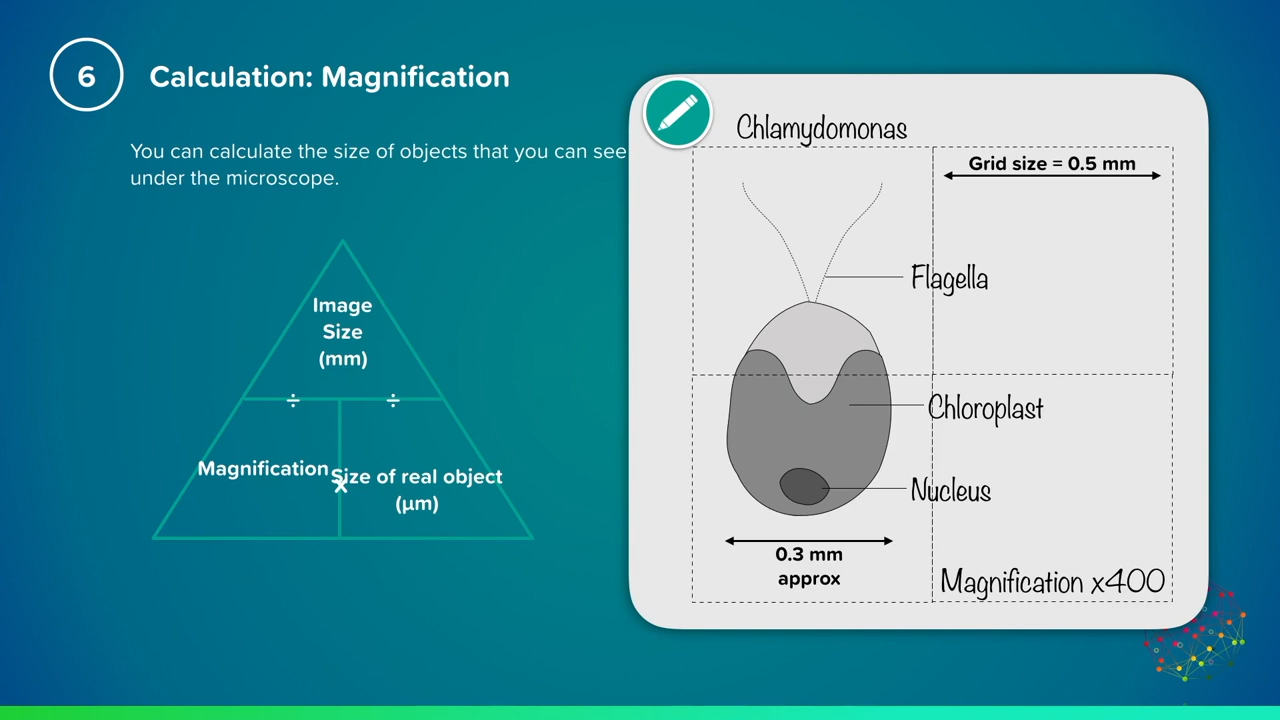 6
Calculation: Magnification
You can calculate the size of objects that you can see
under the microscope.
Image
Size
(mm)
÷ ÷
Magnification
x
Size of real object
(µm)
Chlamydomonas
Grid size = 0.5 mm
Flagella
Chloroplast
Nucleus
0.3 mm
approx
Magnification x400